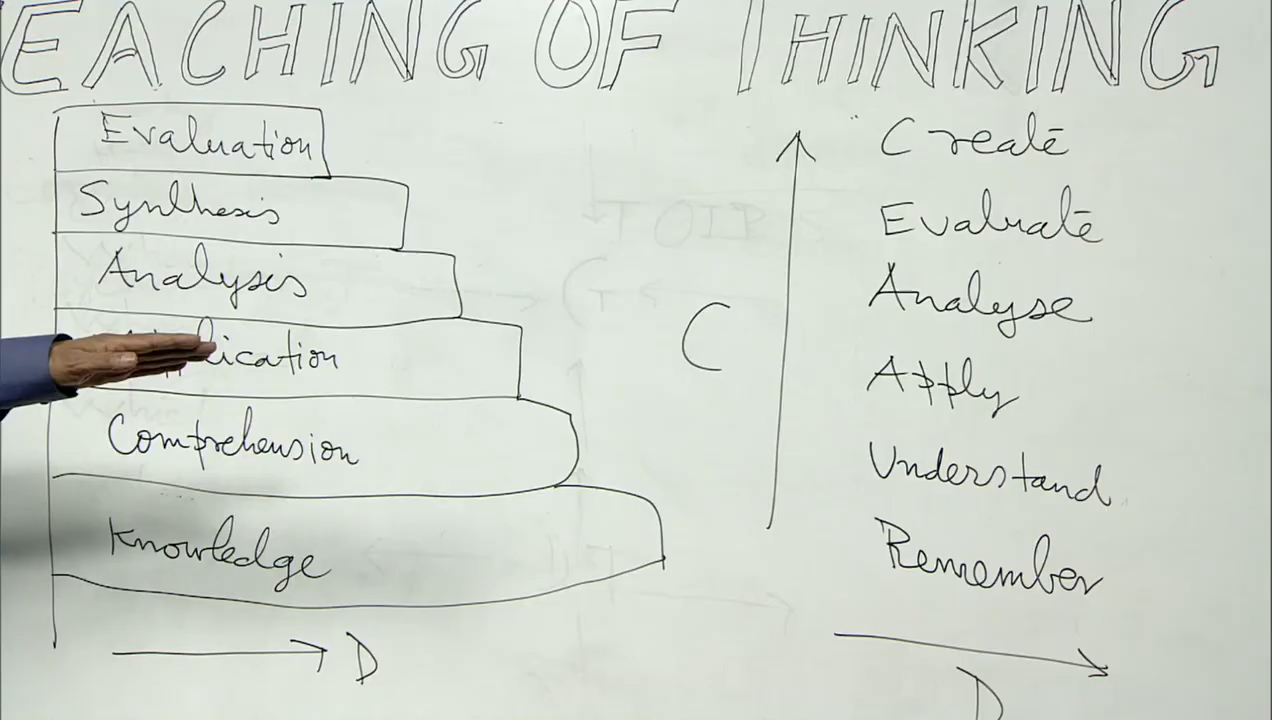 EACHING OF THINKING
Evaluation
Synthesis
Analysis
lication
Comprehension
Knowledge
D
C
Create
Evaluate
Analyse
Apply
Understand
Remember
D